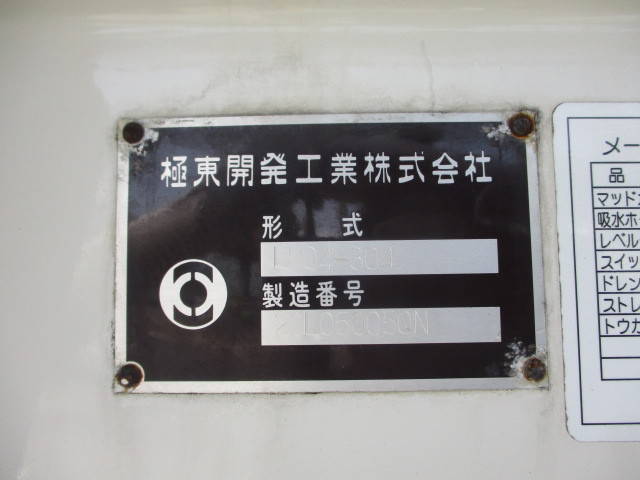 極東開発工業株式会社
形 式
製造番号
メー
品
マッド
吸水ホ
レベル
スイッ
ドレン
ストレ
トウカ